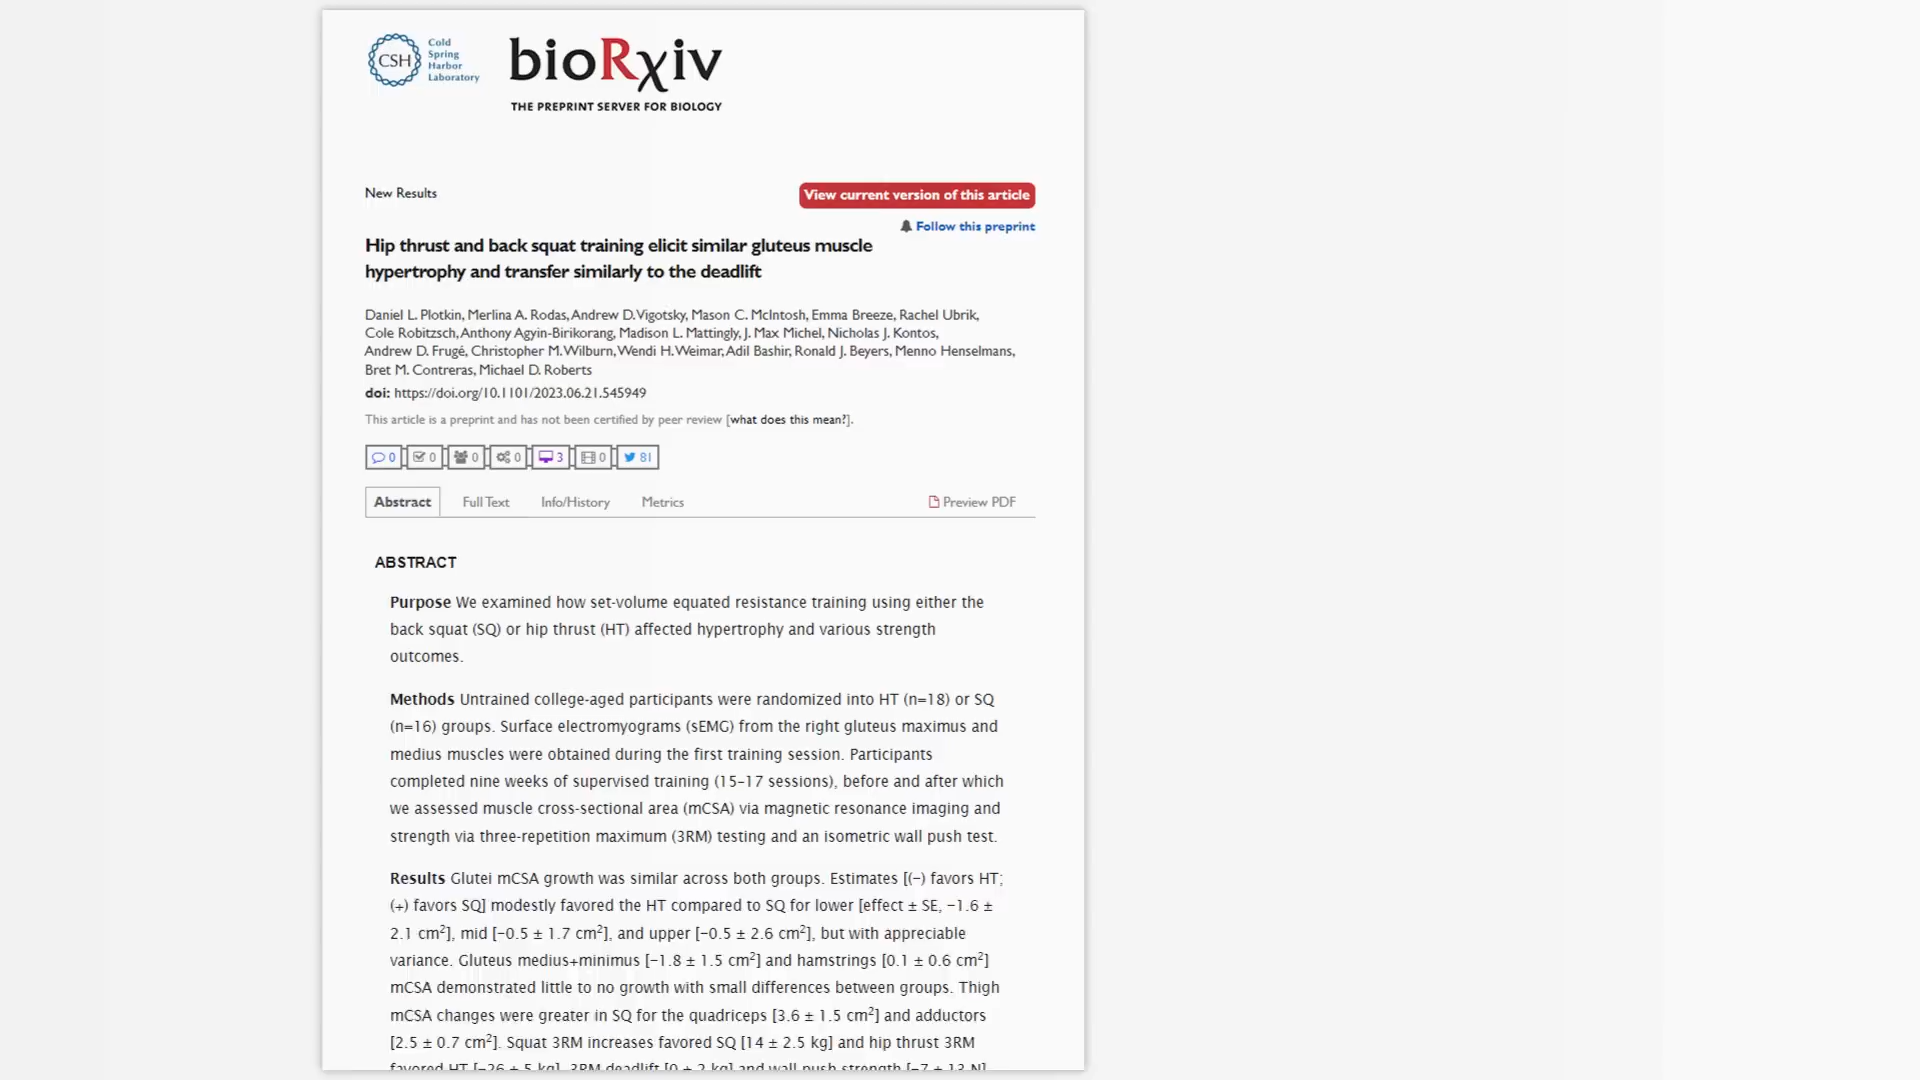 Cold
Spring
Harbor
Laboratory
CSH
bioRxiv
THE PREPRINT SERVER FOR BIOLOGY
New Results
View current version of this article
Follow this preprint
Hip thrust and back squat training elicit similar gluteus muscle
hypertrophy and transfer similarly to the deadlift
Daniel L. Plotkin, Merlina A. Rodas, Andrew D. Vigotsky, Mason C. McIntosh, Emma Breeze, Rachel Ubrik,
Cole Robitzsch, Anthony Agyin-Birikorang, Madison L. Mattingly, J. Max Michel, Nicholas J. Kontos,
Andrew D. Frugé, Christopher M. Wilburn, Wendi H. Weimar, Adil Bashir, Ronald J. Beyers, Menno Henselmans,
Bret M. Contreras, Michael D. Roberts
doi: https://doi.org/10.1101/2023.06.21.545949
This article is a preprint and has not been certified by peer review [what does this mean?].
0 0 0 0 3 0 81
Abstract Full Text Info/History Metrics Preview PDF
ABSTRACT
Purpose We examined how set-volume equated resistance training using either the
back squat (SQ) or hip thrust (HT) affected hypertrophy and various strength
outcomes.
Methods Untrained college-aged participants were randomized into HT (n=18) or SQ
(n=16) groups. Surface electromyograms (sEMG) from the right gluteus maximus and
medius muscles were obtained during the first training session. Participants
completed nine weeks of supervised training (15–17 sessions), before and after which
we assessed muscle cross-sectional area (mCSA) via magnetic resonance imaging and
strength via three-repetition maximum (3RM) testing and an isometric wall push test.
Results Glutei mCSA growth was similar across both groups. Estimates [(−) favors HT;
(+) favors SQ] modestly favored the HT compared to SQ for lower [effect ± SE, −1.6 ±
2.1 cm²], mid [−0.5 ± 1.7 cm²], and upper [−0.5 ± 2.6 cm²], but with appreciable
variance. Gluteus medius+minimus [−1.8 ± 1.5 cm²] and hamstrings [0.1 ± 0.6 cm²]
mCSA demonstrated little to no growth with small differences between groups. Thigh
mCSA changes were greater in SQ for the quadriceps [3.6 ± 1.5 cm²] and adductors
[2.5 ± 0.7 cm²]. Squat 3RM increases favored SQ [14 ± 2.5 kg] and hip thrust 3RM
favored HT [−26 ± 5 kg]. 3RM deadlift [0 ± 2 kg] and wall push strength [−7 ± 13 N]